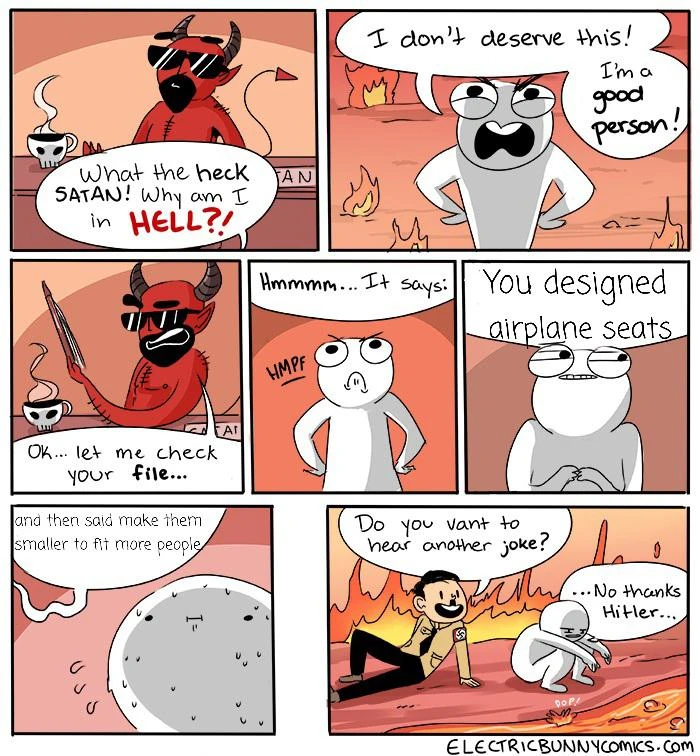 What the heck
SATAN! Why am I
in HELL?!
I don't deserve this!
I'm a
good
person!
Ok... let me check
your file...
Hmmmm... It says:
HMPF
You designed
airplane seats
and then said make them
smaller to fit more people
Do you vant to
hear another joke?
...No thanks
Hitler...
POP!
ELECTRICBUNNYCOMICS.COM